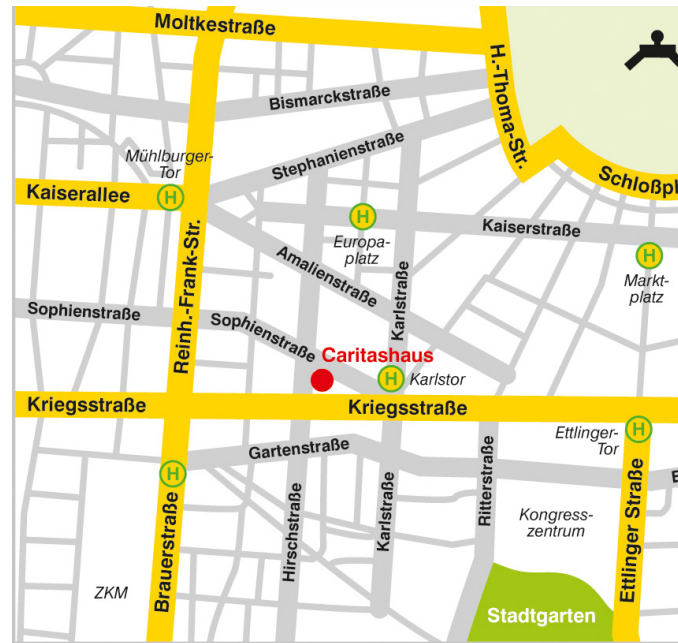 Moltkestraße
H.-Thoma-Str.
Bismarckstraße
Stephanienstraße
Mühlburger-
Tor
Kaiserallee
H
Schloßpl
H
Europa-
platz
Kaiserstraße
Reinh.-Frank-Str.
Amalienstraße
Karlstraße
H
Markt-
platz
Sophienstraße
Sophienstraße
Caritashaus
H
Karlstor
Kriegsstraße
Kriegsstraße
H
Ettlinger-
Tor
Gartenstraße
H
Hirschstraße
Karlstraße
Ritterstraße
Kongress-
zentrum
Ettlinger Straße
Brauerstraße
ZKM
Stadtgarten